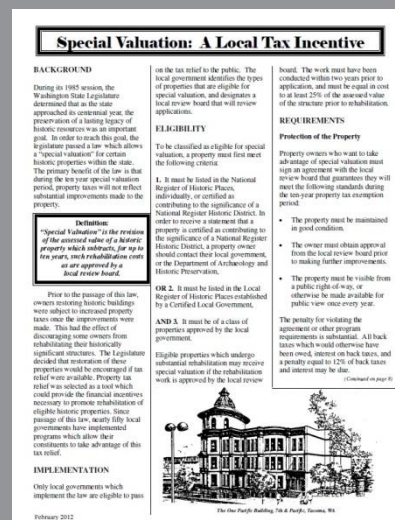 Special Valuation: A Local Tax Incentive
BACKGROUND
During its 1985 session, the
Washington State Legislature
determined that as the state
approached its centennial year, the
preservation of a lasting legacy of
historic resources was an important
goal. In order to reach this goal, the
legislature passed a law which allows
a "special valuation" for certain
historic properties within the state.
The primary benefit of the law is that
during the ten year special valuation
period, property taxes will not reflect
substantial improvements made to the
property.
Definition:
"Special Valuation" is the revision
of the assessed value of a historic
property which subtracts, for up to
ten years, such rehabilitation costs
as are approved by a
local review board.
Prior to the passage of this law,
owners restoring historic buildings
were subject to increased property
taxes once the improvements were
made. This had the effect of
discouraging some owners from
rehabilitating their historically
significant structures. The Legislature
decided that restoration of these
properties would be encouraged if tax
relief were available. Property tax
relief was selected as a tool which
could provide the financial incentives
necessary to promote rehabilitation of
eligible historic properties. Since
passage of this law, nearly fifty local
governments have implemented
programs which allow their
constituents to take advantage of this
tax relief.
IMPLEMENTATION
Only local governments which
implement the law are eligible to pass
on the tax relief to the public. The
local government identifies the types
of properties that are eligible for
special valuation, and designates a
local review board that will review
applications.
ELIGIBILITY
To be classified as eligible for special
valuation, a property must first meet
the following criteria:
1. It must be listed in the National
Register of Historic Places,
individually, or certified as
contributing to the significance of a
National Register Historic District. In
order to receive a statement that a
property is certified as contributing
to the significance of a National Register
Historic District, a property owner
should contact their local government,
or the Department of Archaeology and
Historic Preservation,
OR 2. It must be listed in the Local
Register of Historic Places established
by a Certified Local Government,
AND 3. It must be of a class of
properties approved by the local
government.
Eligible properties which undergo
substantial rehabilitation may receive
special valuation if the rehabilitation
work is approved by the local review
board. The work must have been
conducted within two years prior to
application, and must be equal in cost
to at least 25% of the assessed value
of the structure prior to rehabilitation.
REQUIREMENTS
Protection of the Property
Property owners who want to take
advantage of special valuation must
sign an agreement with the local
review board that guarantees they will
meet the following standards during
the ten-year property tax exemption
period:
• The property must be maintained
in good condition.
• The owner must obtain approval
from the local review board prior
to making further improvements.
• The property must be visible from
a public right-of-way, or
otherwise be made available for
public view once every year.
The penalty for violating the
agreement or other program
requirements is substantial. All back
taxes which would otherwise have
been owed, interest on back taxes, and
a penalty equal to 12% of back taxes
and interest may be due.
(Continued on page 8)
The One Pacific Building, 7th & Pacific, Tacoma, WA
February 2012